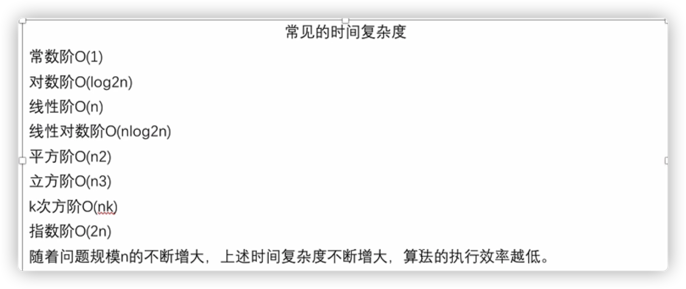 常见的时间复杂度
常数阶O(1)
对数阶O(log2n)
线性阶O(n)
线性对数阶O(nlog2n)
平方阶O(n2)
立方阶O(n3)
k次方阶O(nk)
指数阶O(2n)
随着问题规模n的不断增大，上述时间复杂度不断增大，算法的执行效率越低。